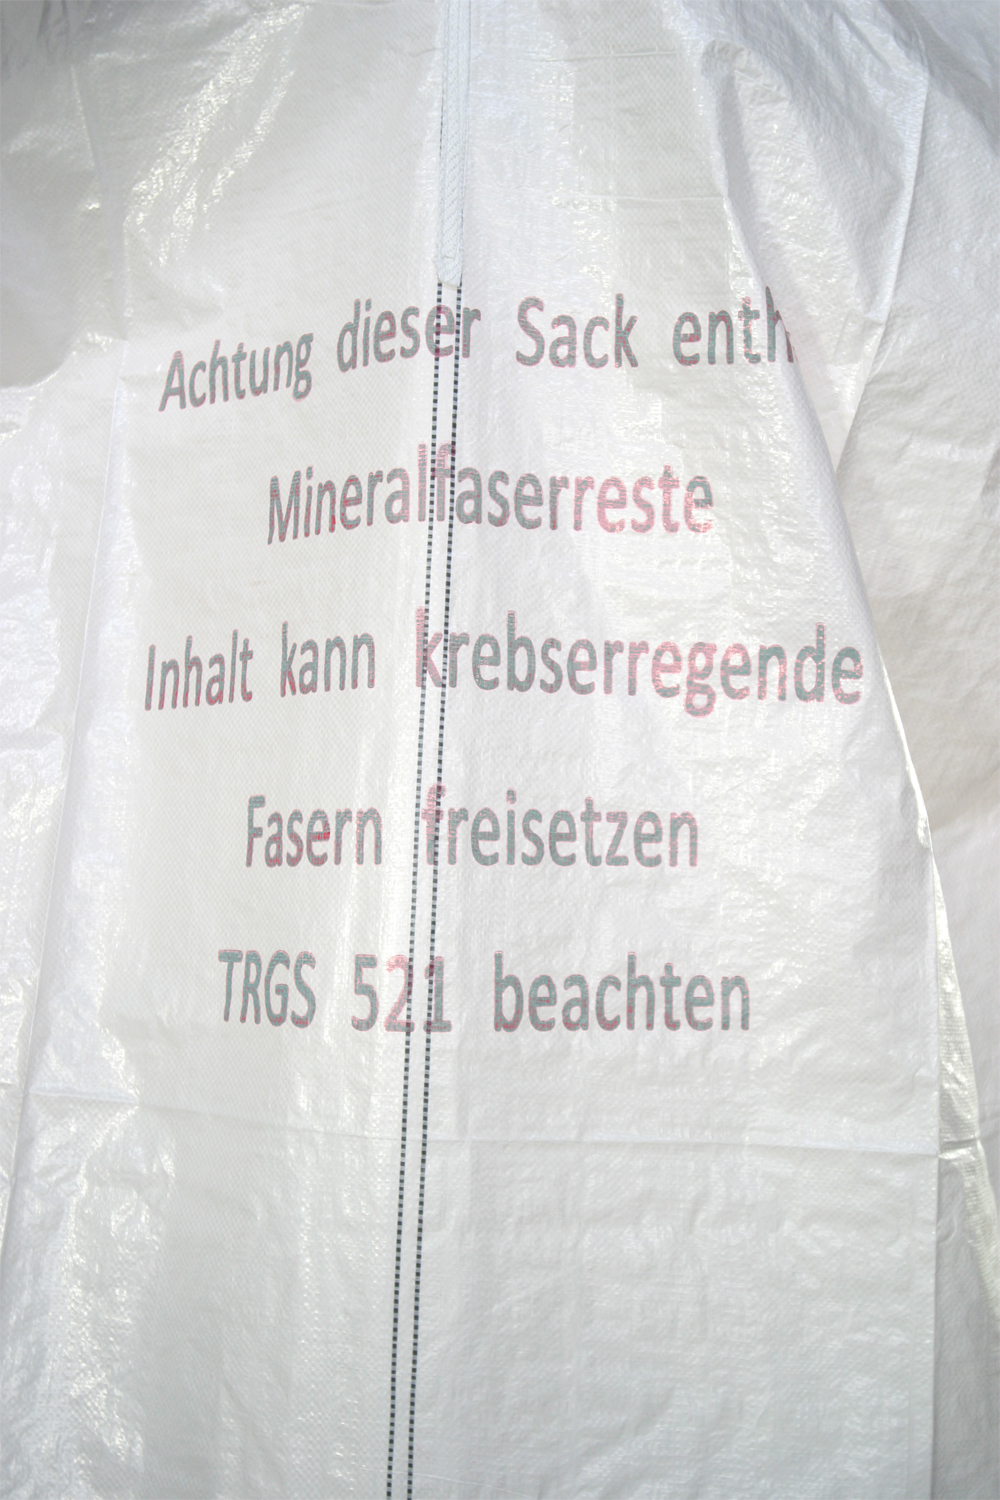 Achtung dieser Sack enth
Mineralfaserreste
Inhalt kann krebserregende
Fasern freisetzen
TRGS 521 beachten